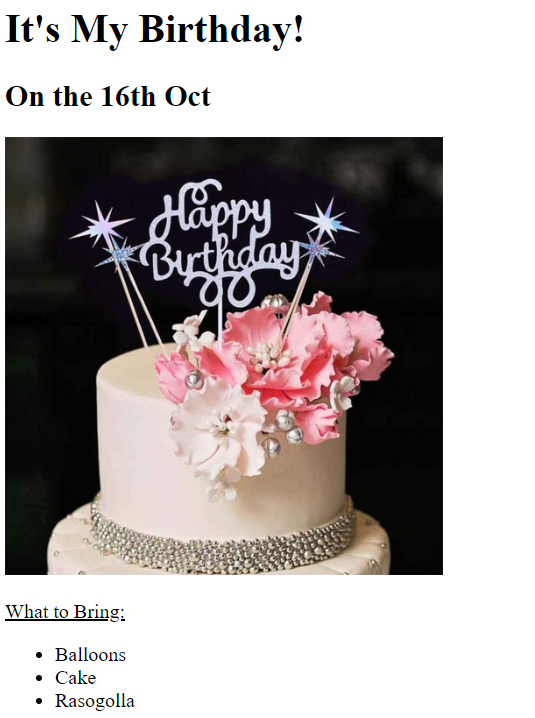 It's My Birthday!
On the 16th Oct
Happy
Birthday
What to Bring:
Balloons
Cake
Rasogolla